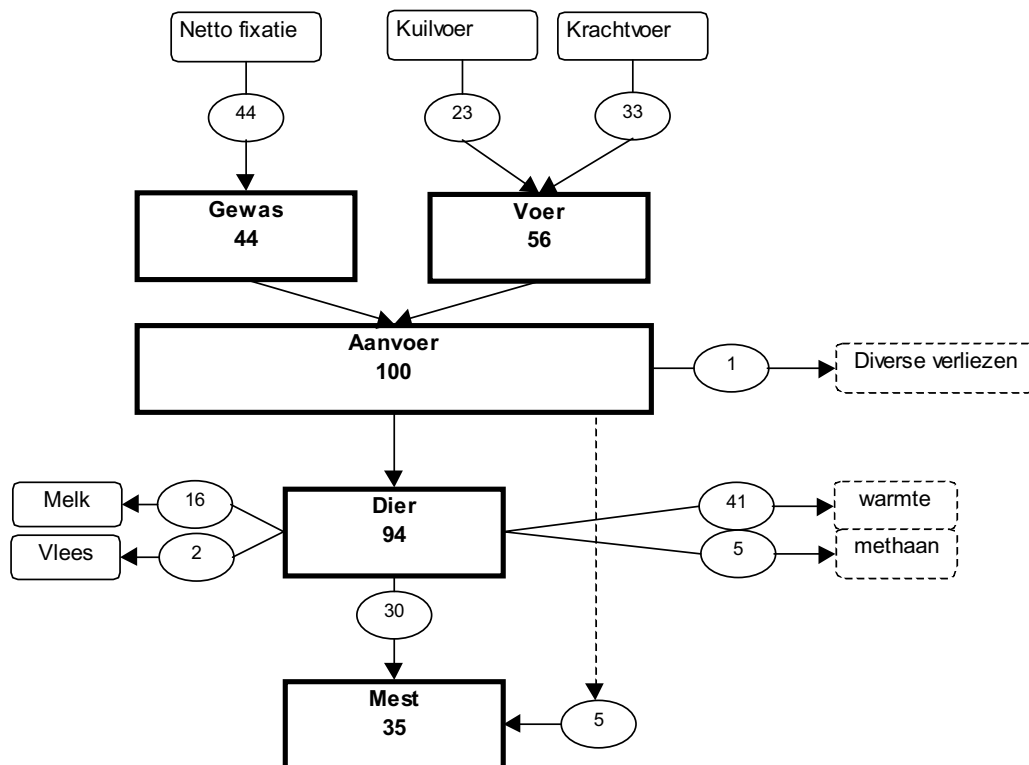 Netto fixatie
Kuilvoer
Krachtvoer
44
23
33
Gewas
44
Voer
56
Aanvoer
100
1
Diverse verliezen
Melk
16
Dier
94
41
warmte
Vlees
2
5
methaan
30
Mest
35
5